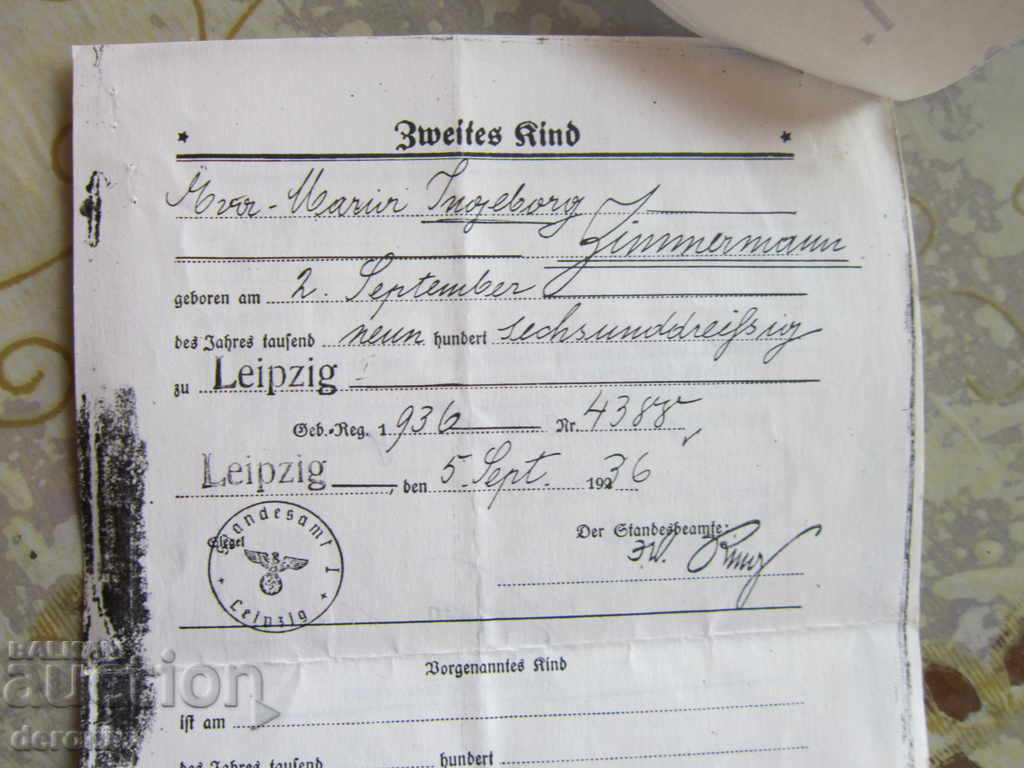 Zweites Kind
Ingeborg
Zimmermann
geboren am 2. September
des Jahres tausend neun hundert sechsunddreißig
zu Leipzig
Geb.-Reg. 1936 Nr. 4388
Leipzig, den 5. Sept. 1936
Der Standesbeamte:
Siegel
Standesamt I
Leipzig
Vorgenanntes Kind
ist am
des Jahres tausend hundert
BALKAN
auction